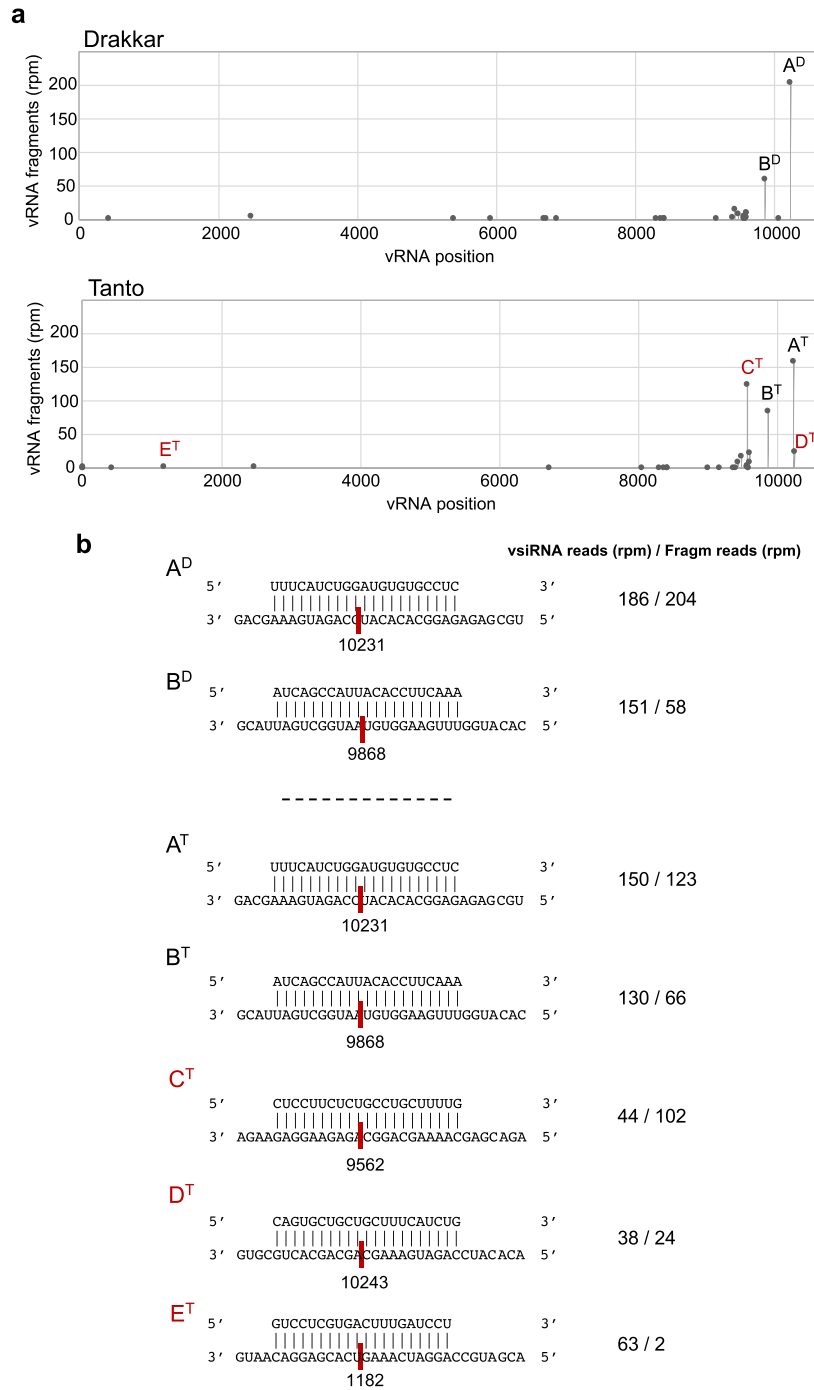 a
Drakkar
vRNA fragments (rpm)
200
150
100
50
0
A^D
B^D
0 2000 4000 6000 8000 10000
vRNA position
Tanto
vRNA fragments (rpm)
200
150
100
50
0
A^T
C^T
B^T
D^T
E^T
0 2000 4000 6000 8000 10000
vRNA position
b
vsiRNA reads (rpm) / Fragm reads (rpm)
A^D
5′ UUUCAUCUGGAUGUGUGCCUC 3′
186 / 204
3′ GACGAAAGUAGACCUACACACGGAGAGAGCGU 5′
10231
B^D
5′ AUCAGCCAUUACACCUUCAAA 3′
151 / 58
3′ GCAUUAGUCGGUAAUGUGGAAGUUUGGUACAC 5′
9868
A^T
5′ UUUCAUCUGGAUGUGUGCCUC 3′
150 / 123
3′ GACGAAAGUAGACCUACACACGGAGAGAGCGU 5′
10231
B^T
5′ AUCAGCCAUUACACCUUCAAA 3′
130 / 66
3′ GCAUUAGUCGGUAAUGUGGAAGUUUGGUACAC 5′
9868
C^T
5′ CUCCUUCUCUGCCUGCUUUUG 3′
44 / 102
3′ AGAAGAGGAAGAGACGGACGAAAACGAGCAGA 5′
9562
D^T
5′ CAGUGCUGCUGCUUUCAUCUG 3′
38 / 24
3′ GUGCGUCACGACGACGAAAGUAGACCUACACA 5′
10243
E^T
5′ GUCCUCGUGACUUUGAUCCU 3′
63 / 2
3′ GUAACAGGAGCACUGAAACUAGGACCGUAGCA 5′
1182